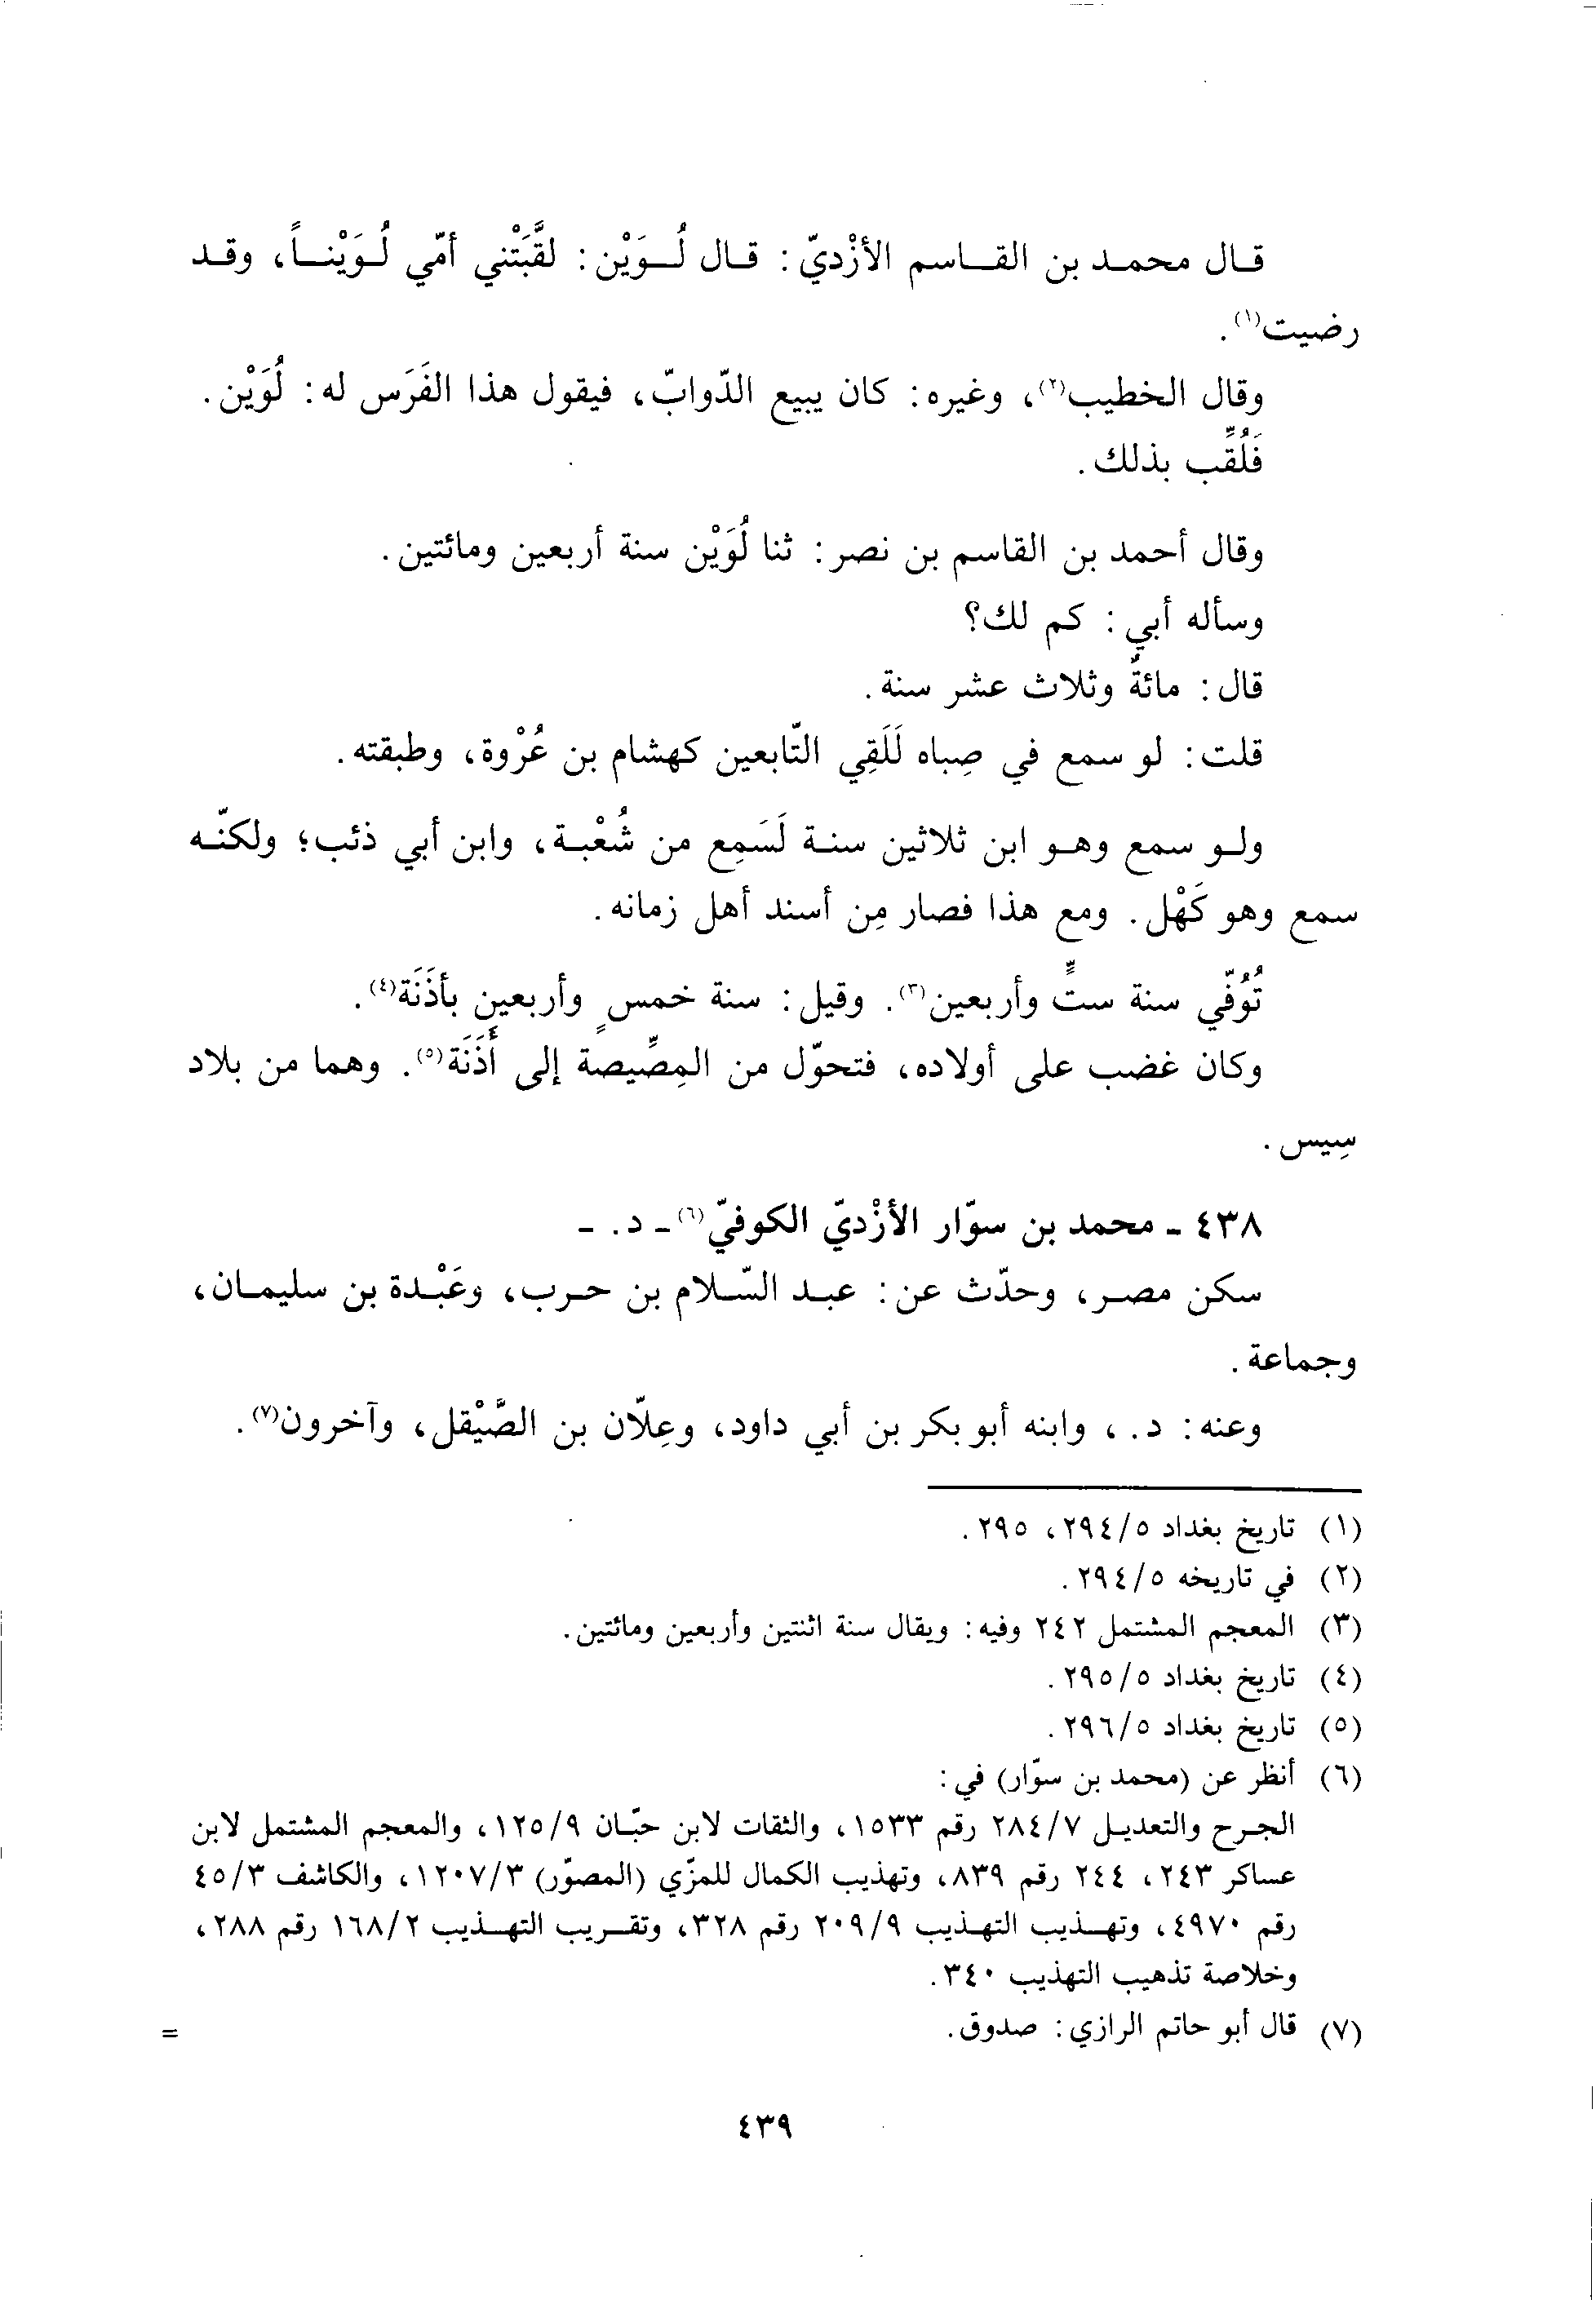 قال محمد بن القاسم الأزْديّ: قال لُوَيْن: لقَّبَتْني أمّي لُوَيْناً، وقد
رضيت(١).
وقال الخطيب(٢)، وغيره: كان يبيع الدّوابّ، فيقول هذا الفَرَس له: لُوَيْن.
فَلُقِّب بذلك.
وقال أحمد بن القاسم بن نصر: ثنا لُوَيْن سنة أربعين ومائتين.
وسأله أبي: كم لك؟
قال: مائةٌ وثلاث عشر سنة.
قلت: لو سمع في صِباه لَلَقِي التّابعين كهشام بن عُرْوة، وطبقته.
ولو سمع وهو ابن ثلاثين سنة لَسَمِع من شُعْبة، وابن أبي ذئب؛ ولكنّه
سمع وهو كَهْل. ومع هذا فصار مِن أسند أهل زمانه.
تُوُفّي سنة ستٍّ وأربعين(٣). وقيل: سنة خمسٍ وأربعين بأذَنَة(٤).
وكان غضب على أولاده، فتحوّل من المِصِّيصة إلى أَذَنَة(٥). وهما من بلاد
سِيس.
٤٣٨ - محمد بن سوّار الأزْديّ الكوفيّ(٦) - د. -
سكن مصر، وحدّث عن: عبد السّلام بن حرب، وعَبْدة بن سليمان،
وجماعة.
وعنه: د.، وابنه أبو بكر بن أبي داود، وعِلّان بن الصَّيْقل، وآخرون(٧).
(١) تاريخ بغداد ٢٩٤/٥، ٢٩٥.
(٢) في تاريخه ٢٩٤/٥.
(٣) المعجم المشتمل ٢٤٢ وفيه: ويقال سنة اثنتين وأربعين ومائتين.
(٤) تاريخ بغداد ٢٩٥/٥.
(٥) تاريخ بغداد ٢٩٦/٥.
(٦) أنظر عن (محمد بن سوّار) في:
الجرح والتعديل ٢٨٤/٧ رقم ١٥٣٣، والثقات لابن حبّان ١٢٥/٩، والمعجم المشتمل لابن
عساكر ٢٤٣، ٢٤٤ رقم ٨٣٩، وتهذيب الكمال للمزّي (المصوّر) ١٢٠٧/٣، والكاشف ٤٥/٣
رقم ٤٩٧٠، وتهذيب التهذيب ٢٠٩/٩ رقم ٣٢٨، وتقريب التهذيب ١٦٨/٢ رقم ٢٨٨،
وخلاصة تذهيب التهذيب ٣٤٠.
(٧) قال أبو حاتم الرازي: صدوق. =
٤٣٩